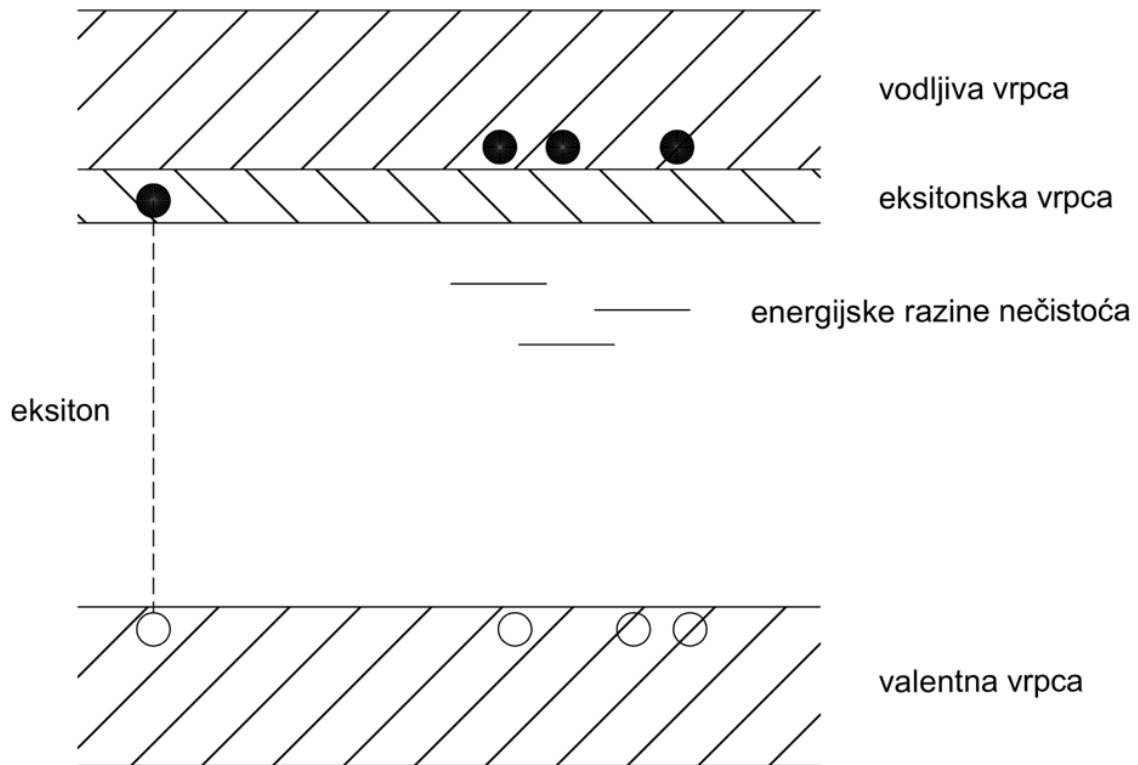 vodljiva vrpca
eksitonska vrpca
energijske razine nečistoća
eksiton
valentna vrpca